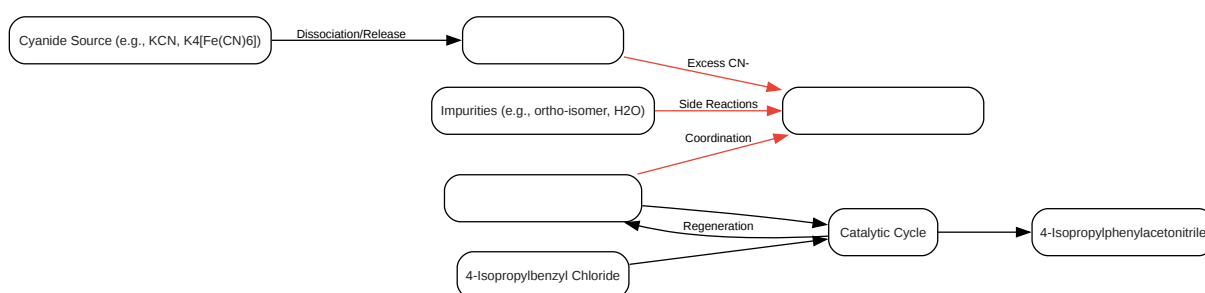 Cyanide Source (e.g., KCN, K4[Fe(CN)6])
Dissociation/Release
Excess CN-
Impurities (e.g., ortho-isomer, H2O)
Side Reactions
Coordination
Regeneration
Catalytic Cycle
4-Isopropylphenylacetonitrile
4-Isopropylbenzyl Chloride